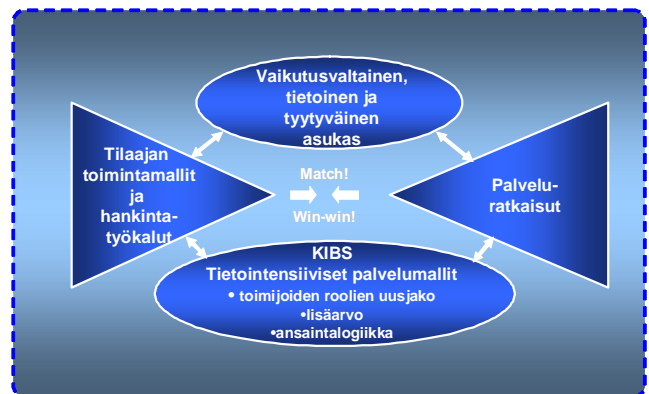 Vaikutusvaltainen,
tietoinen ja
tyytyväinen
asukas
Tilaajan
toimintamallit
ja
hankinta-
työkalut
Match!
Win-win!
Palvelu-
ratkaisut
KIBS
Tietointensiiviset palvelumallit
• toimijoiden roolien uusjako
•lisäarvo
•ansaintalogiikka